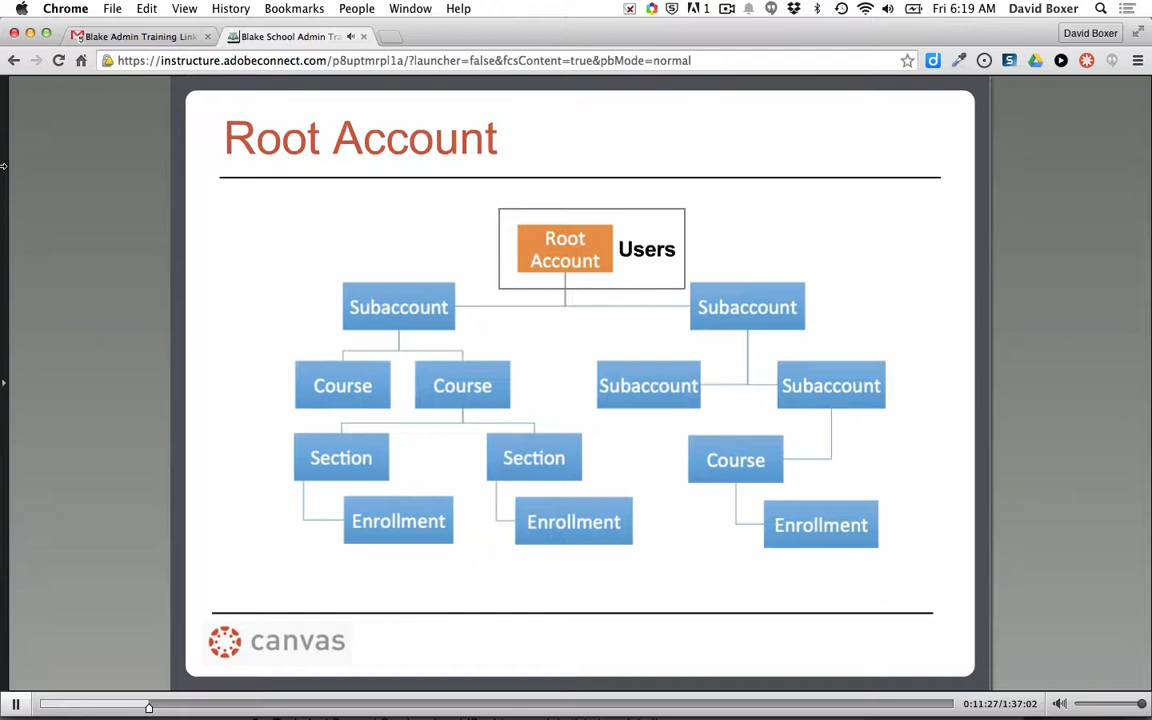 Chrome File Edit View History Bookmarks People Window Help 1 Fri 6:19 AM David Boxer
Blake Admin Training Link Blake School Admin Tra David Boxer
https://instructure.adobeconnect.com/p8uptmrpl1a/?launcher=false&fcsContent=true&pbMode=normal
Root Account
Root
Account
Users
Subaccount Subaccount
Course Course Subaccount Subaccount
Section Section Course
Enrollment Enrollment Enrollment
canvas
0:11:27/1:37:02